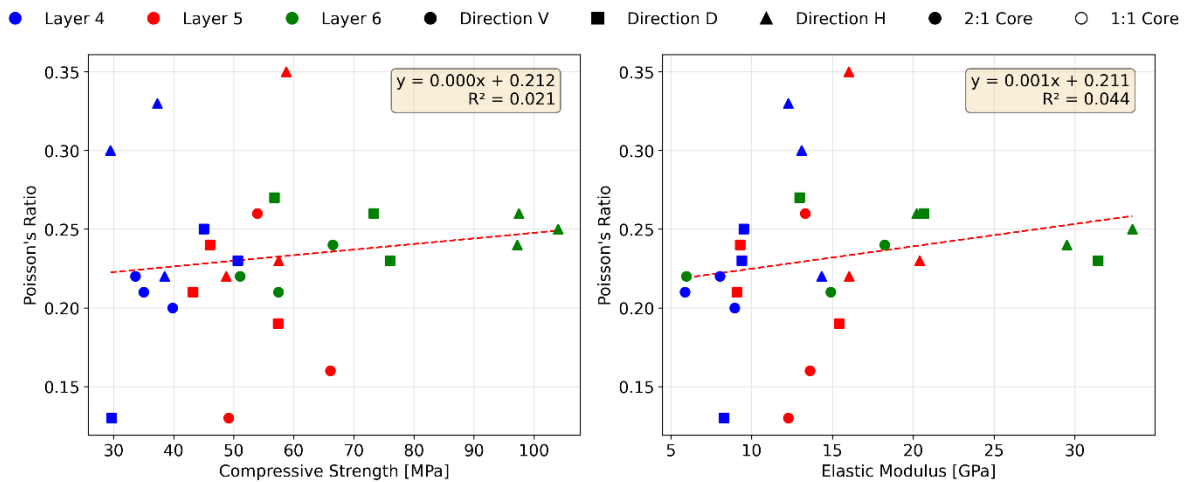 Layer 4 Layer 5 Layer 6 Direction V Direction D Direction H 2:1 Core 1:1 Core
0.35
0.30
0.25
0.20
0.15
Poisson's Ratio
y = 0.000x + 0.212
R² = 0.021
30 40 50 60 70 80 90 100
Compressive Strength [MPa]
0.35
0.30
0.25
0.20
0.15
Poisson's Ratio
y = 0.001x + 0.211
R² = 0.044
5 10 15 20 25 30
Elastic Modulus [GPa]